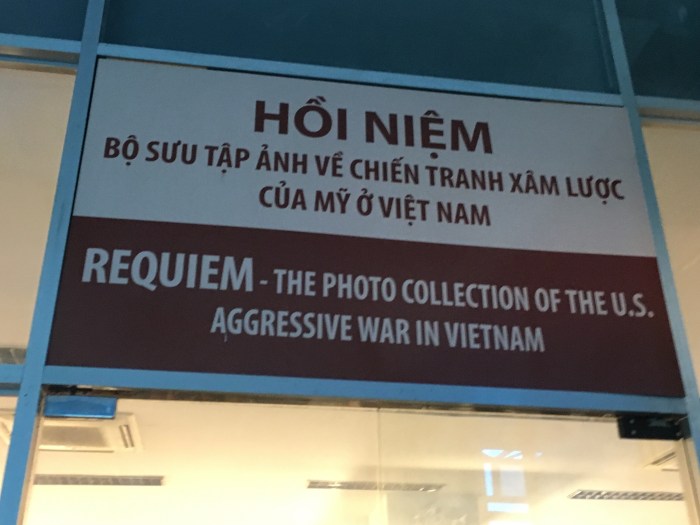 HỒI NIỆM
BỘ SƯU TẬP ẢNH VỀ CHIẾN TRANH XÂM LƯỢC
CỦA MỸ Ở VIỆT NAM
REQUIEM - THE PHOTO COLLECTION OF THE U.S.
AGGRESSIVE WAR IN VIETNAM